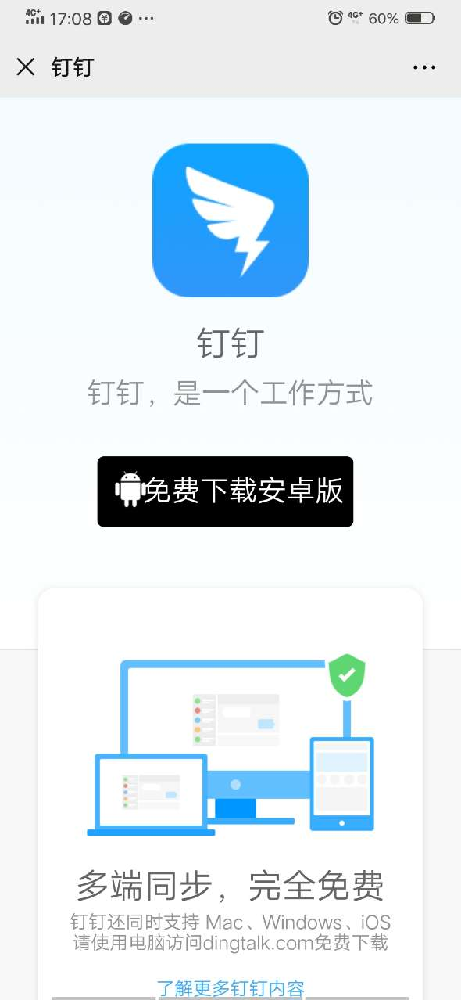 4G+ 17:08 ¥ ··· 4G+ 60%
钉钉 ···
钉钉
钉钉，是一个工作方式
免费下载安卓版
多端同步，完全免费
钉钉还同时支持 Mac、Windows、iOS
请使用电脑访问dingtalk.com免费下载
了解更多钉钉内容